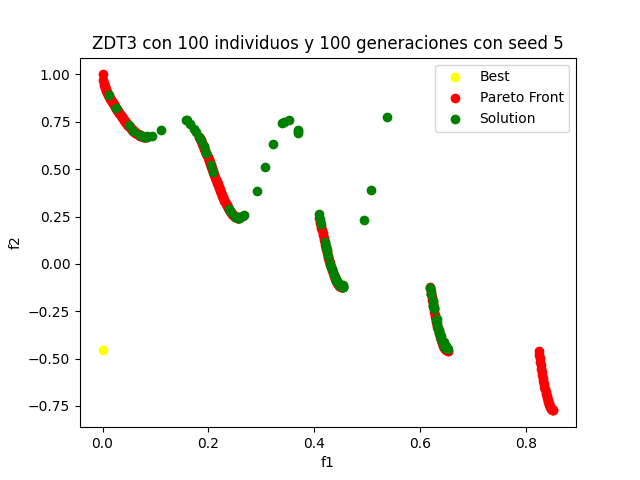 ZDT3 con 100 individuos y 100 generaciones con seed 5
Best
Pareto Front
Solution
1.00
0.75
0.50
0.25
0.00
−0.25
−0.50
−0.75
f2
0.0 0.2 0.4 0.6 0.8
f1